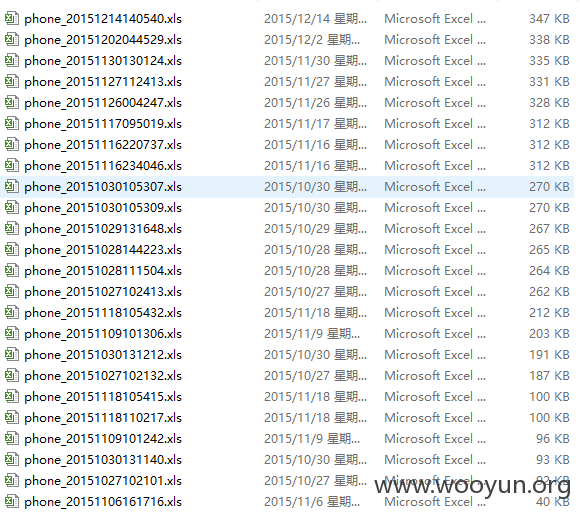 phone_20151214140540.xls 2015/12/14 星期... Microsoft Excel ... 347 KB
phone_20151202044529.xls 2015/12/2 星期... Microsoft Excel ... 338 KB
phone_20151130130124.xls 2015/11/30 星期... Microsoft Excel ... 335 KB
phone_20151127112413.xls 2015/11/27 星期... Microsoft Excel ... 331 KB
phone_20151126004247.xls 2015/11/26 星期... Microsoft Excel ... 328 KB
phone_20151117095019.xls 2015/11/17 星期... Microsoft Excel ... 312 KB
phone_20151116220737.xls 2015/11/16 星期... Microsoft Excel ... 312 KB
phone_20151116234046.xls 2015/11/16 星期... Microsoft Excel ... 312 KB
phone_20151030105307.xls 2015/10/30 星期... Microsoft Excel ... 270 KB
phone_20151030105309.xls 2015/10/30 星期... Microsoft Excel ... 270 KB
phone_20151029131648.xls 2015/10/29 星期... Microsoft Excel ... 267 KB
phone_20151028144223.xls 2015/10/28 星期... Microsoft Excel ... 265 KB
phone_20151028111504.xls 2015/10/28 星期... Microsoft Excel ... 264 KB
phone_20151027102413.xls 2015/10/27 星期... Microsoft Excel ... 262 KB
phone_20151118105432.xls 2015/11/18 星期... Microsoft Excel ... 212 KB
phone_20151109101306.xls 2015/11/9 星期... Microsoft Excel ... 203 KB
phone_20151030131212.xls 2015/10/30 星期... Microsoft Excel ... 191 KB
phone_20151027102132.xls 2015/10/27 星期... Microsoft Excel ... 187 KB
phone_20151118105415.xls 2015/11/18 星期... Microsoft Excel ... 100 KB
phone_20151118110217.xls 2015/11/18 星期... Microsoft Excel ... 100 KB
phone_20151109101242.xls 2015/11/9 星期... Microsoft Excel ... 96 KB
phone_20151030131140.xls 2015/10/30 星期... Microsoft Excel ... 93 KB
phone_20151027102101.xls 2015/10/27 星期... Microsoft Excel ... 92 KB
www.wooyun.org
phone_20151106161716.xls 2015/11/6 星期... Microsoft Excel ... 40 KB